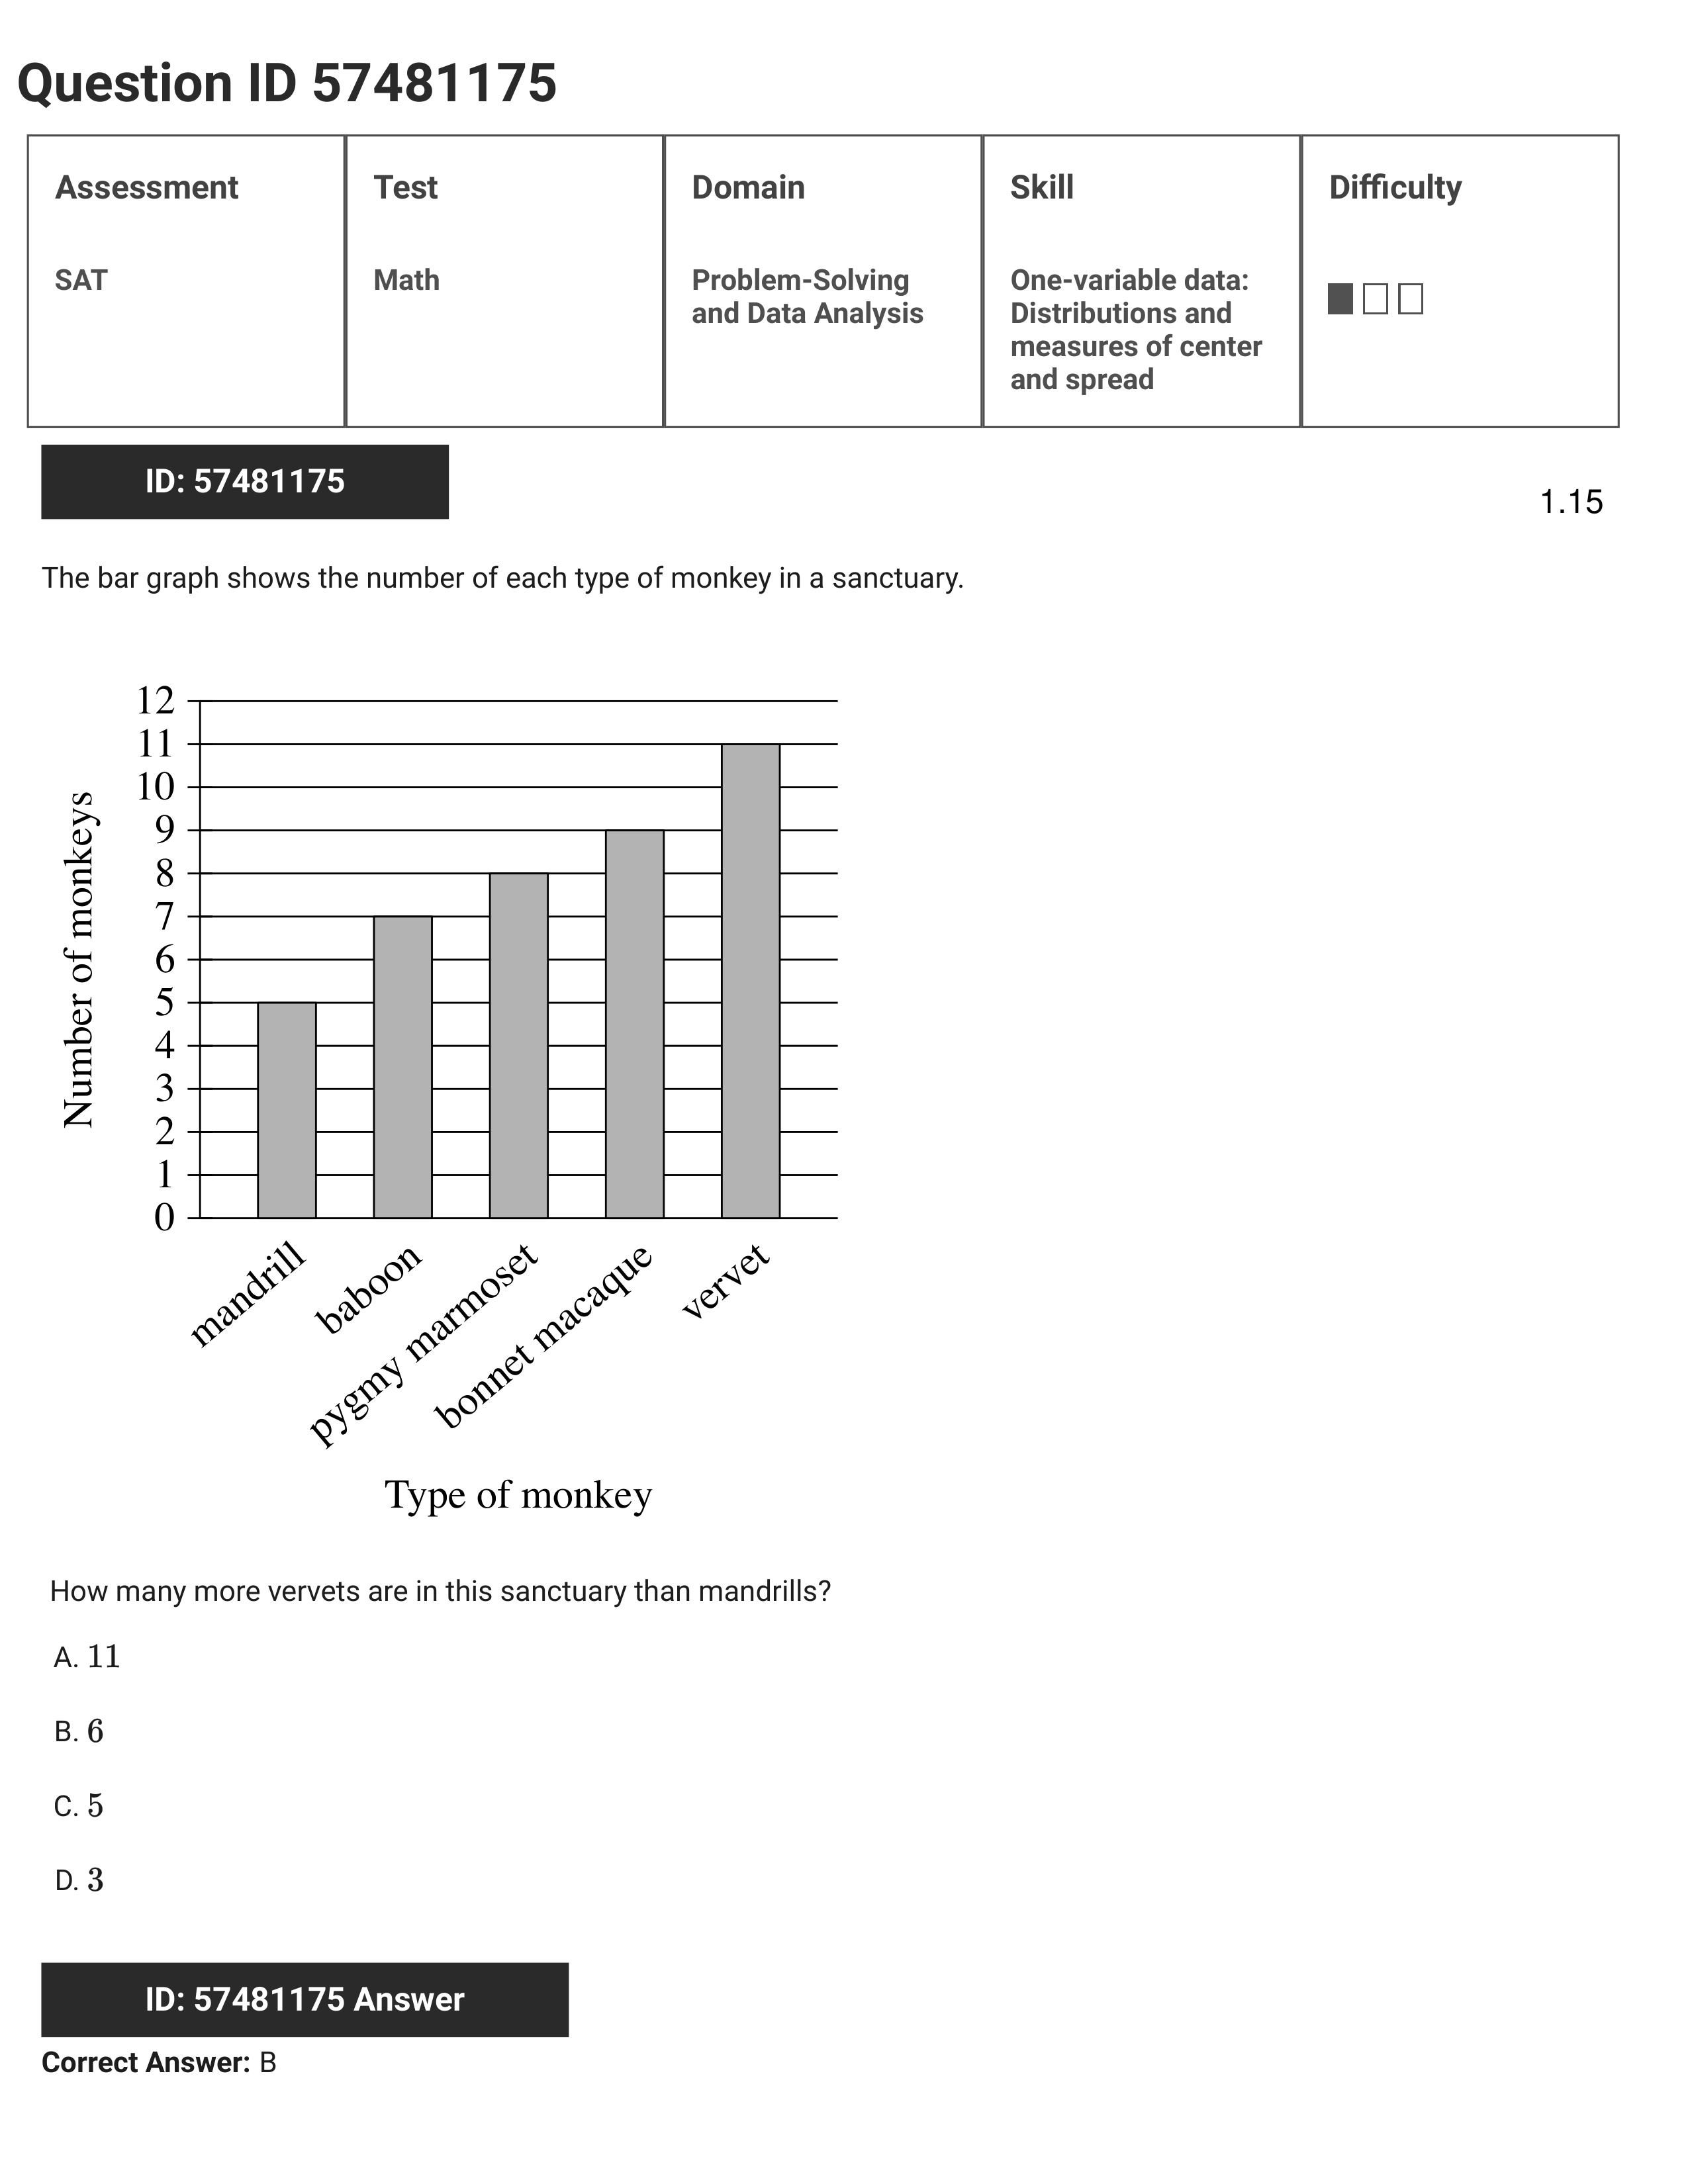 Question ID 57481175
Assessment
Test
Domain
Skill
Difficulty
SAT
Math
Problem-Solving
and Data Analysis
One-variable data:
Distributions and
measures of center
and spread
ID: 57481175
1.15
The bar graph shows the number of each type of monkey in a sanctuary.
Number of monkeys
12
11
10
9
8
7
6
5
4
3
2
1
0
mandrill
baboon
pygmy marmoset
bonnet macaque
vervet
Type of monkey
How many more vervets are in this sanctuary than mandrills?
A. 11
B. 6
C. 5
D. 3
ID: 57481175 Answer
Correct Answer: B